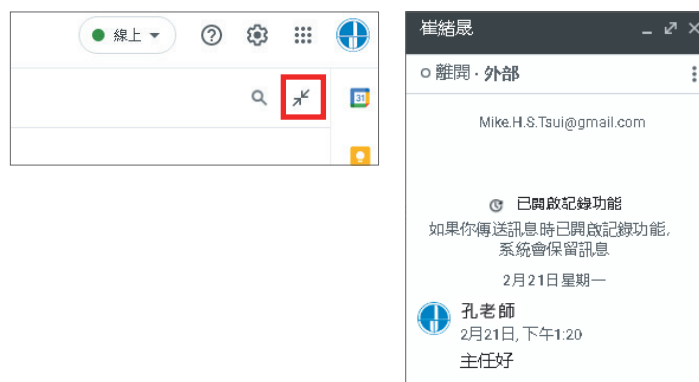 線上
31
崔緒晟
離開 · 外部
Mike.H.S.Tsui@gmail.com
已開啟記錄功能
如果你傳送訊息時已開啟記錄功能,
系統會保留訊息
2月21日星期一
孔老師
2月21日, 下午1:20
主任好